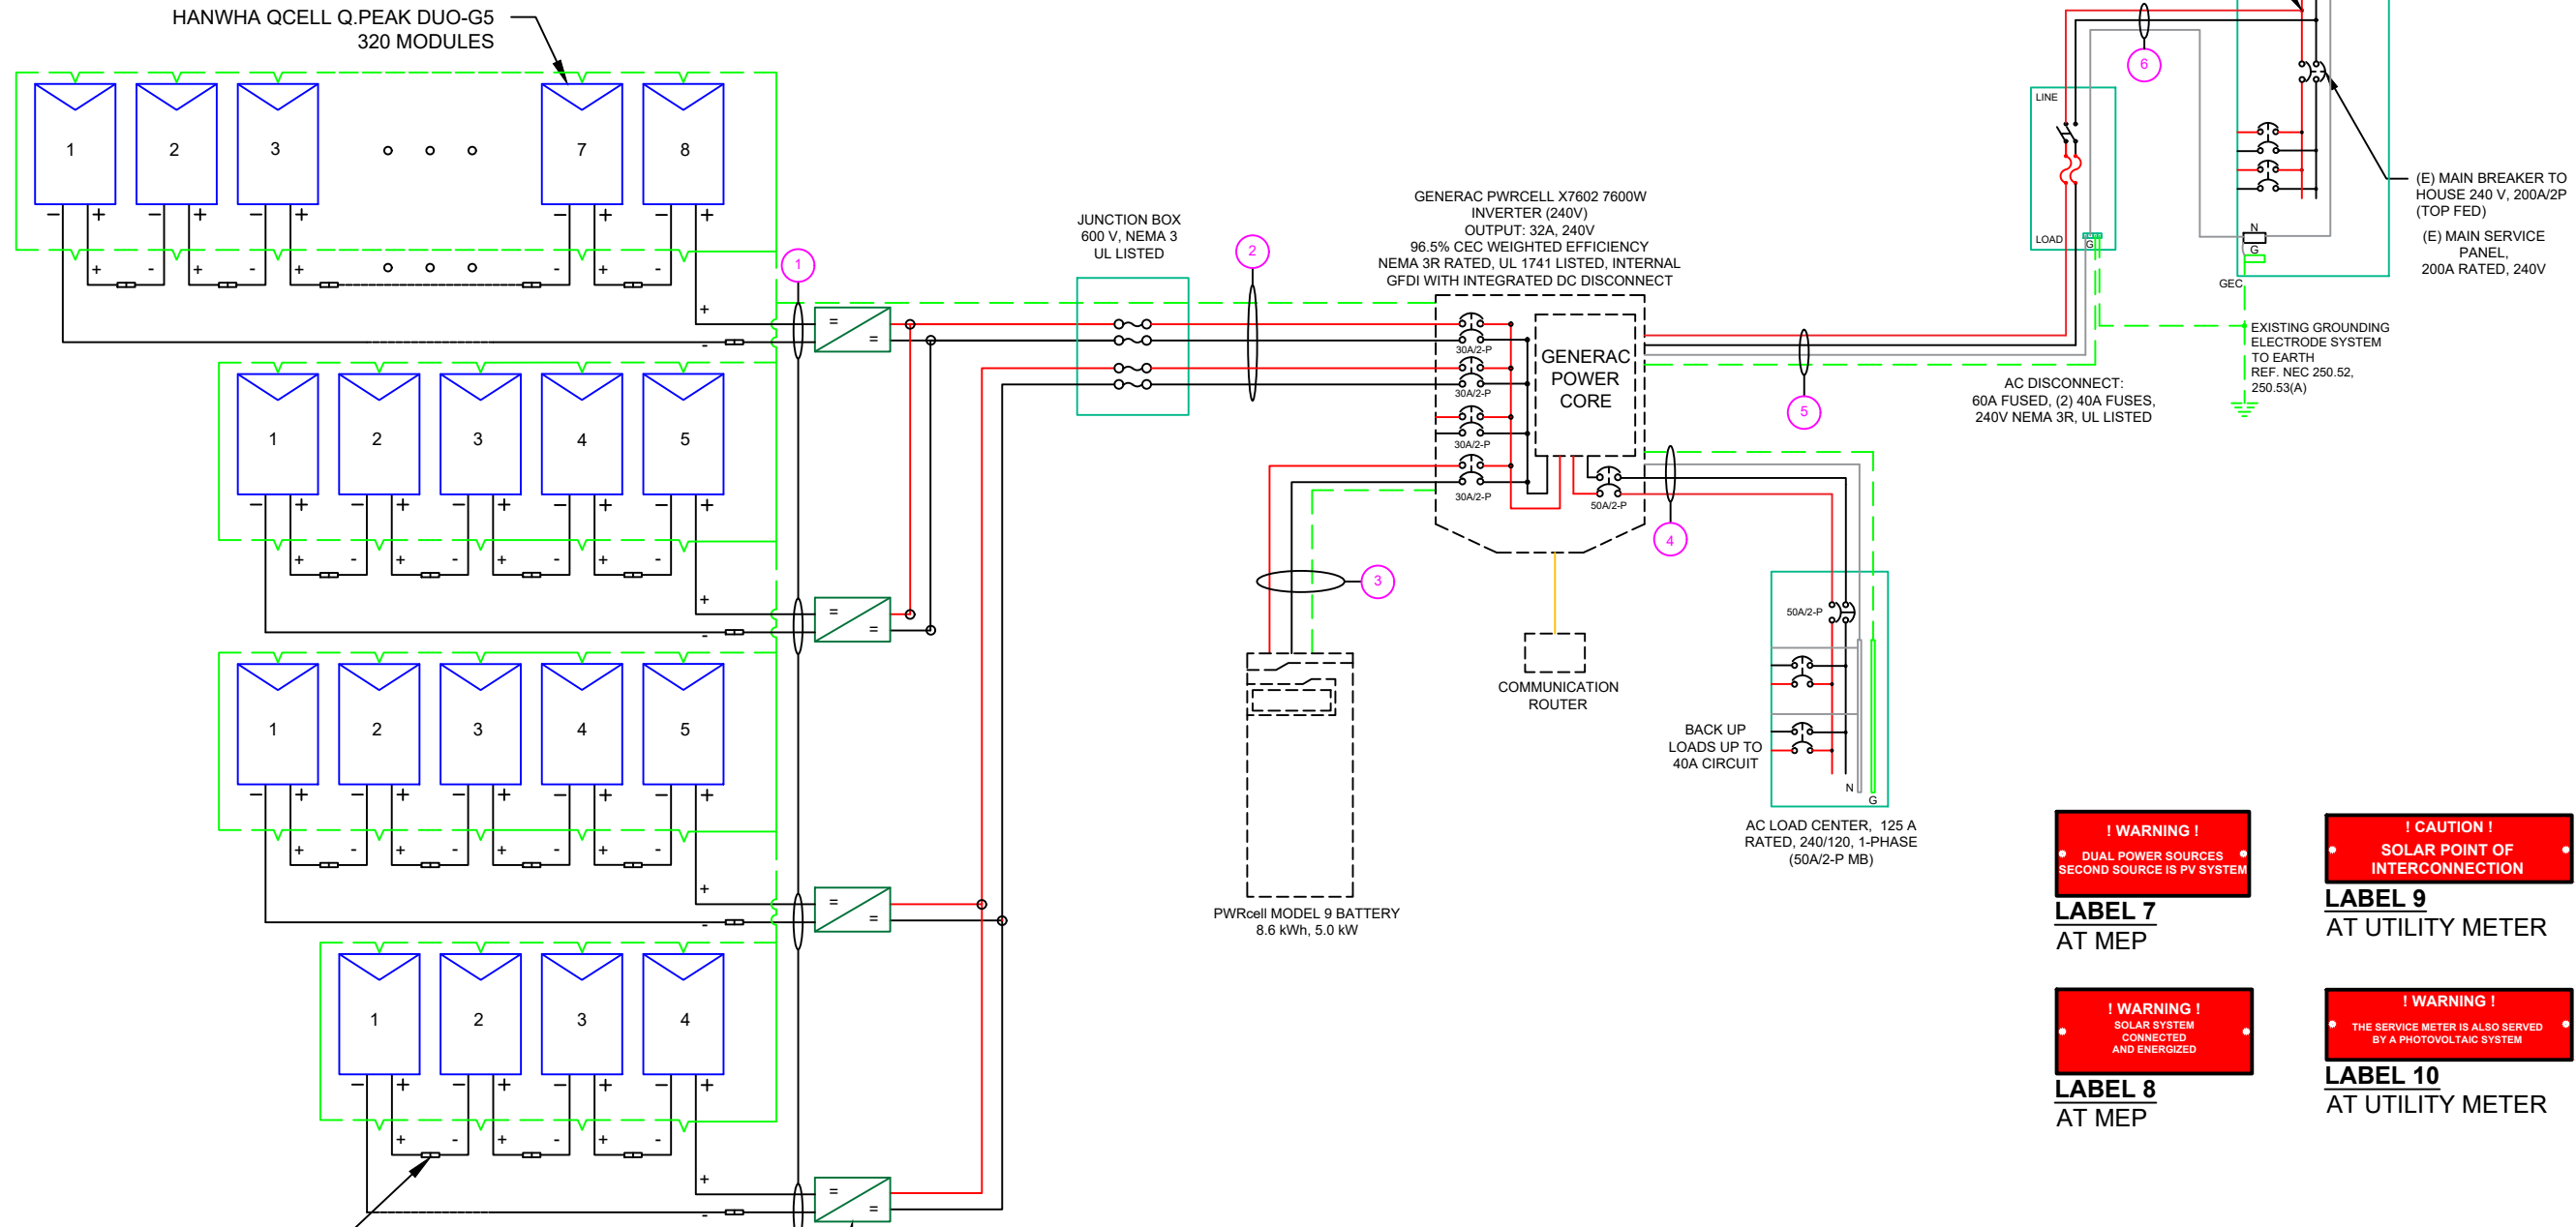 HANWHA QCELL Q.PEAK DUO-G5
320 MODULES
1 2 3 7 8
− + − + − + − + − +
+ - + - + - + -
+
-
1
= =
1 2 3 4 5
− + − + − + − + − +
+ - + - + - + -
+
-
= =
1 2 3 4 5
− + − + − + − + − +
+ - + - + - + -
+
-
= =
1 2 3 4
− + − + − + − +
+ - + - + -
+
-
= =
JUNCTION BOX
600 V, NEMA 3
UL LISTED
2
GENERAC PWRCELL X7602 7600W
INVERTER (240V)
OUTPUT: 32A, 240V
96.5% CEC WEIGHTED EFFICIENCY
NEMA 3R RATED, UL 1741 LISTED, INTERNAL
GFDI WITH INTEGRATED DC DISCONNECT
30A/2-P
30A/2-P
30A/2-P
30A/2-P
GENERAC
POWER
CORE
50A/2-P
3
4
5
6
PWRcell MODEL 9 BATTERY
8.6 kWh, 5.0 kW
COMMUNICATION
ROUTER
50A/2-P
BACK UP
LOADS UP TO
40A CIRCUIT
N
G
AC LOAD CENTER, 125 A
RATED, 240/120, 1-PHASE
(50A/2-P MB)
LINE
LOAD
G
AC DISCONNECT:
60A FUSED, (2) 40A FUSES,
240V NEMA 3R, UL LISTED
N
G
GEC
(E) MAIN BREAKER TO
HOUSE 240 V, 200A/2P
(TOP FED)
(E) MAIN SERVICE
PANEL,
200A RATED, 240V
EXISTING GROUNDING
ELECTRODE SYSTEM
TO EARTH
REF. NEC 250.52,
250.53(A)
! WARNING !
DUAL POWER SOURCES
SECOND SOURCE IS PV SYSTEM
LABEL 7
AT MEP
! CAUTION !
SOLAR POINT OF
INTERCONNECTION
LABEL 9
AT UTILITY METER
! WARNING !
SOLAR SYSTEM
CONNECTED
AND ENERGIZED
LABEL 8
AT MEP
! WARNING !
THE SERVICE METER IS ALSO SERVED
BY A PHOTOVOLTAIC SYSTEM
LABEL 10
AT UTILITY METER